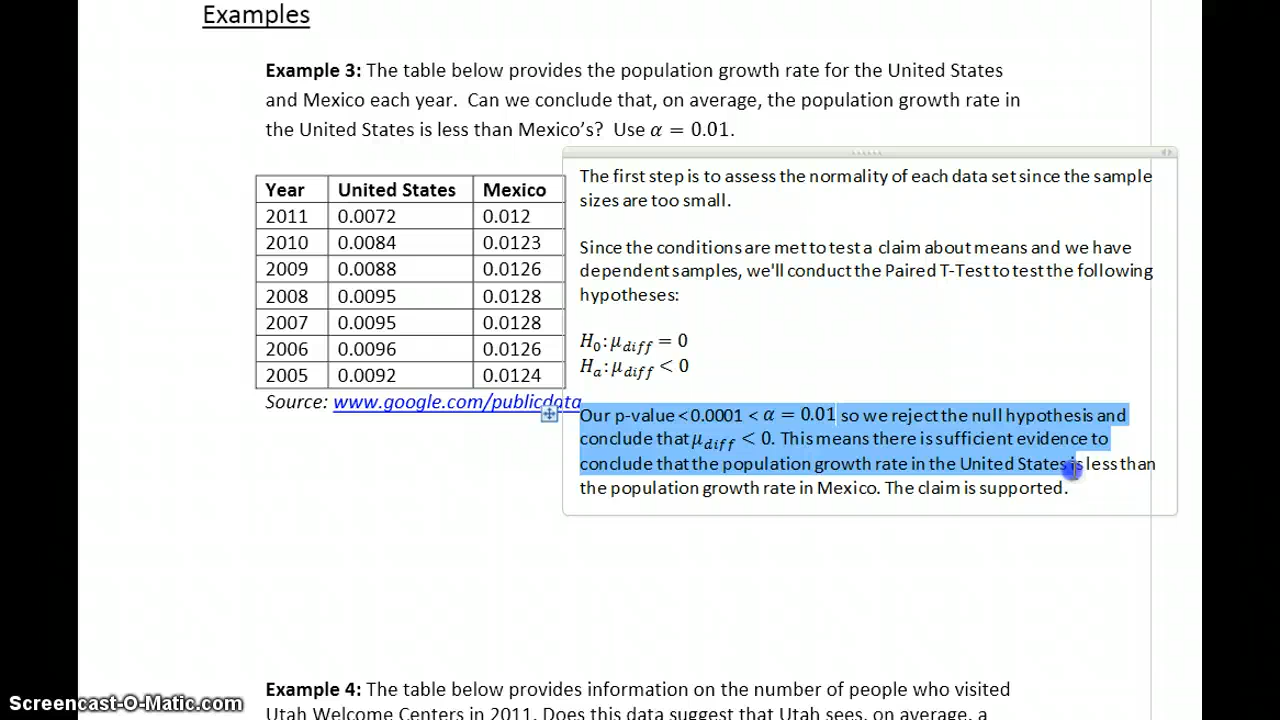 Examples
Example 3: The table below provides the population growth rate for the United States
and Mexico each year. Can we conclude that, on average, the population growth rate in
the United States is less than Mexico's? Use α = 0.01.
Year United States Mexico
2011 0.0072 0.012
2010 0.0084 0.0123
2009 0.0088 0.0126
2008 0.0095 0.0128
2007 0.0095 0.0128
2006 0.0096 0.0126
2005 0.0092 0.0124
Source: www.google.com/publicdata
The first step is to assess the normality of each data set since the sample
sizes are too small.
Since the conditions are met to test a claim about means and we have
dependent samples, we'll conduct the Paired T-Test to test the following
hypotheses:
H₀: μ_diff = 0
Hₐ: μ_diff < 0
Our p-value < 0.0001 < α = 0.01 so we reject the null hypothesis and
conclude that μ_diff < 0. This means there is sufficient evidence to
conclude that the population growth rate in the United States is less than
the population growth rate in Mexico. The claim is supported.
Example 4: The table below provides information on the number of people who visited
Utah Welcome Centers in 2011. Does this data suggest that Utah sees, on average, a
Screencast-O-Matic.com